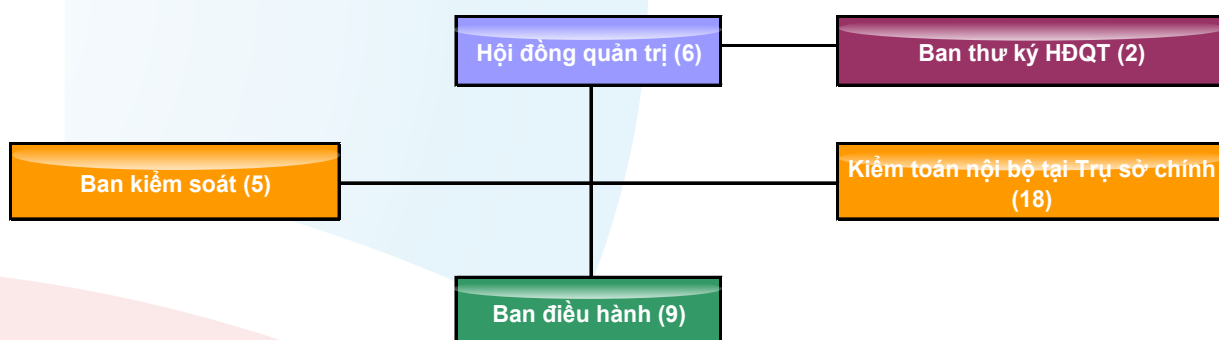 Hội đồng quản trị (6)
Ban thư ký HĐQT (2)
Ban kiểm soát (5)
Kiểm toán nội bộ tại Trụ sở chính
(18)
Ban điều hành (9)